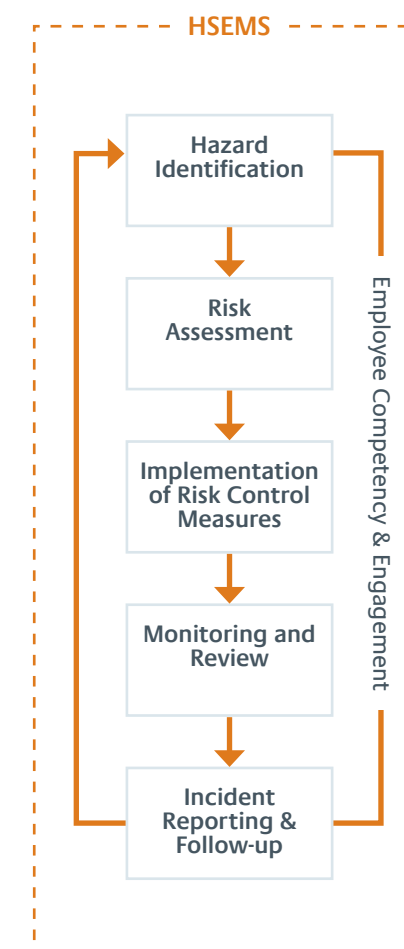 HSEMS
Hazard
Identification
Risk
Assessment
Implementation
of Risk Control
Measures
Monitoring and
Review
Incident
Reporting &
Follow-up
Employee Competency & Engagement